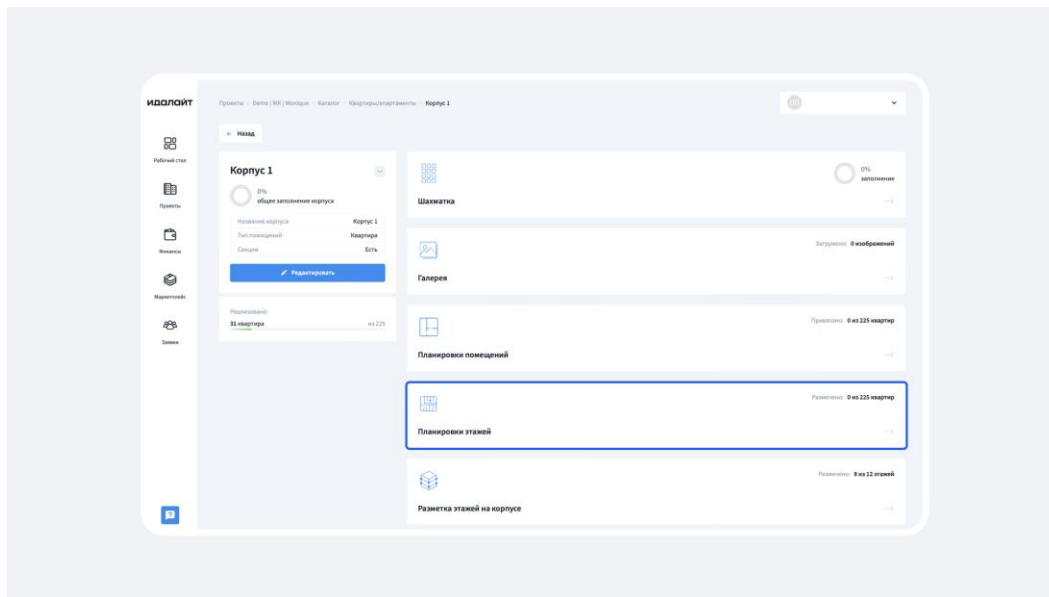 идалайт
Проекты · Demo | ЖК | Monique · Каталог · Квартиры/апартаменты · Корпус 1
← Назад
Рабочий стол
Проекты
Финансы
Маркетплейс
Заявки
Корпус 1
0%
общее заполнение корпуса
Название корпуса Корпус 1
Тип помещений Квартира
Секции Есть
Редактировать
Реализовано:
31 квартира из 225
0%
заполнение
Шахматка
Загружено: 0 изображений
Галерея
Привязано: 0 из 225 квартир
Планировки помещений
Размечено: 0 из 225 квартир
Планировки этажей
Размечено: 8 из 12 этажей
Разметка этажей на корпусе